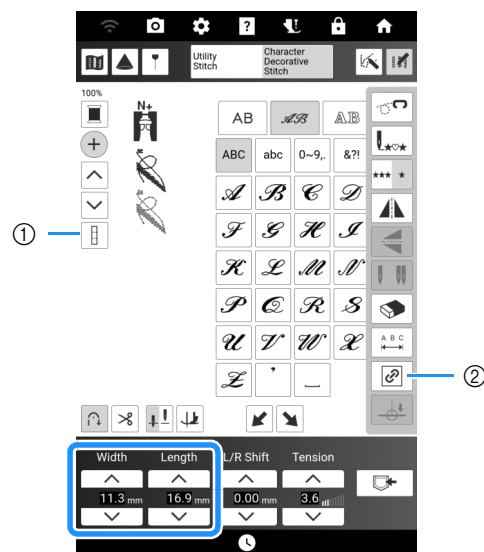 ?
Utility
Stitch
Character
Decorative
Stitch
100%
N+
AB
AB
AB
ABC
abc
0~9,.
&?!
A
B
C
D
F
G
H
I
K
L
M
N
P
Q
R
S
A B C
U
V
W
X
Z
'
_
①
②
Width
Length
L/R Shift
Tension
11.3 mm
16.9 mm
0.00 mm
3.6